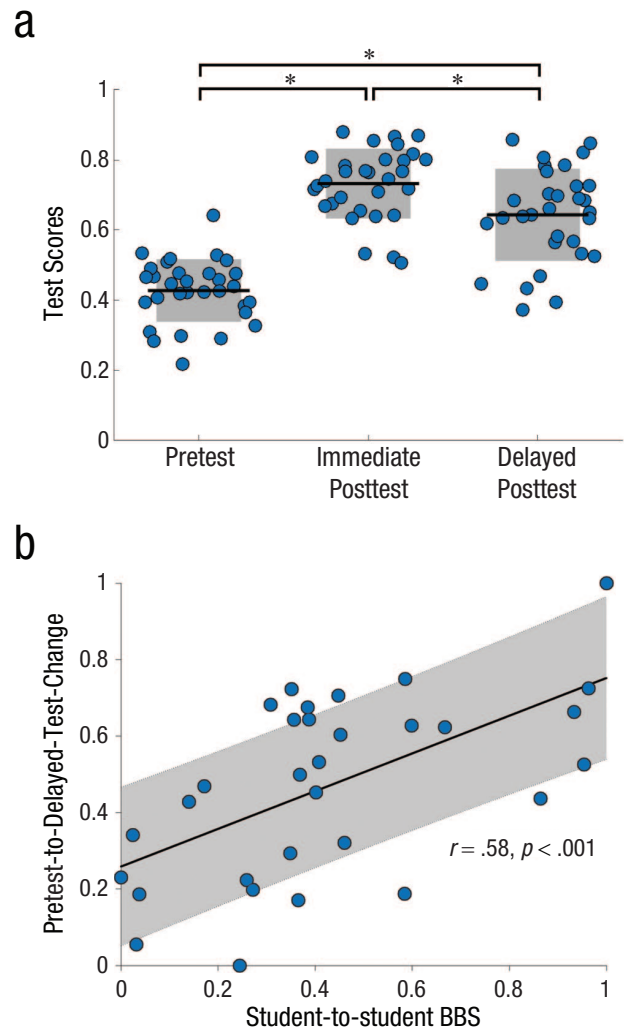 a
*
* *
1
0.8
0.6
0.4
0.2
0
Test Scores
Pretest
Immediate
Posttest
Delayed
Posttest
b
1
0.8
0.6
0.4
0.2
0
Pretest-to-Delayed-Test-Change
r = .58, p < .001
0 0.2 0.4 0.6 0.8 1
Student-to-student BBS